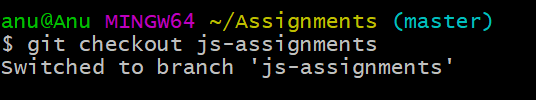 anu@Anu MINGW64 ~/Assignments (master)
$ git checkout js-assignments
Switched to branch 'js-assignments'